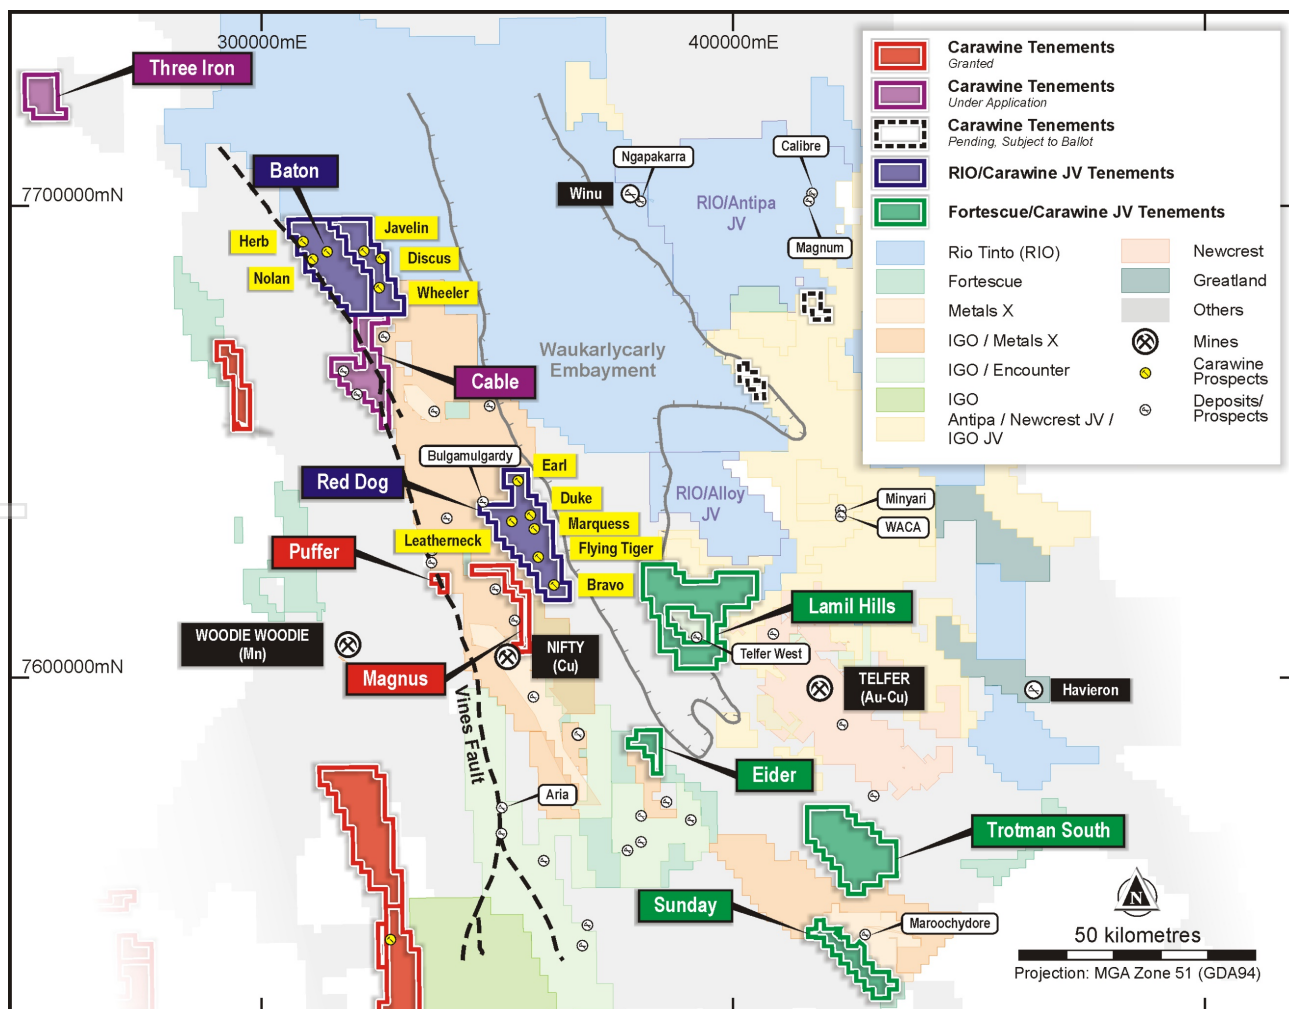 300000mE
400000mE
Three Iron
Carawine Tenements
Granted
Carawine Tenements
Under Application
Carawine Tenements
Pending, Subject to Ballot
RIO/Carawine JV Tenements
Fortescue/Carawine JV Tenements
Rio Tinto (RIO)
Fortescue
Metals X
IGO / Metals X
IGO / Encounter
IGO
Antipa / Newcrest JV /
IGO JV
Newcrest
Greatland
Others
Mines
Carawine
Prospects
Deposits/
Prospects
7700000mN
Baton
Ngapakarra
Calibre
Winu
RIO/Antipa
JV
Magnum
Herb
Javelin
Discus
Nolan
Wheeler
Waukarlycarly
Embayment
Cable
Bulgamulgardy
Earl
Red Dog
RIO/Alloy
JV
Duke
Minyari
Marquess
WACA
Leatherneck
Flying Tiger
Puffer
Bravo
Lamil Hills
WOODIE WOODIE
(Mn)
NIFTY
(Cu)
Telfer West
7600000mN
Magnus
TELFER
(Au-Cu)
Havieron
Vines Fault
Eider
Aria
Trotman South
Sunday
Maroochydore
N
50 kilometres
Projection: MGA Zone 51 (GDA94)